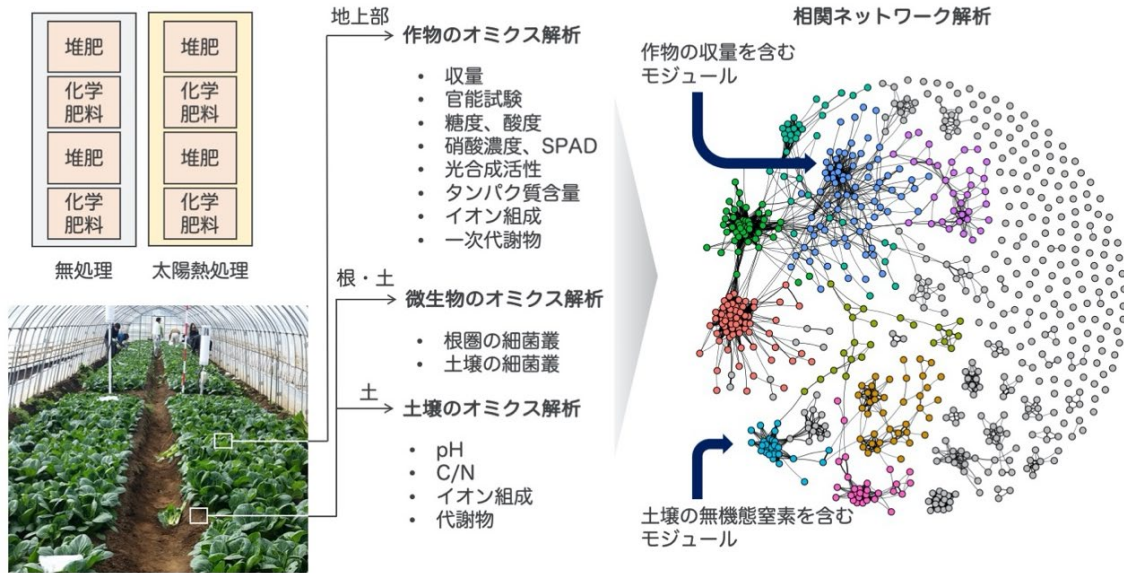 堆肥
化学
肥料
堆肥
化学
肥料
無処理
堆肥
化学
肥料
堆肥
化学
肥料
太陽熱処理
地上部
作物のオミクス解析
• 収量
• 官能試験
• 糖度、酸度
• 硝酸濃度、SPAD
• 光合成活性
• タンパク質含量
• イオン組成
• 一次代謝物
根・土
微生物のオミクス解析
• 根圏の細菌叢
• 土壌の細菌叢
土
土壌のオミクス解析
• pH
• C/N
• イオン組成
• 代謝物
相関ネットワーク解析
作物の収量を含む
モジュール
土壌の無機態窒素を含む
モジュール